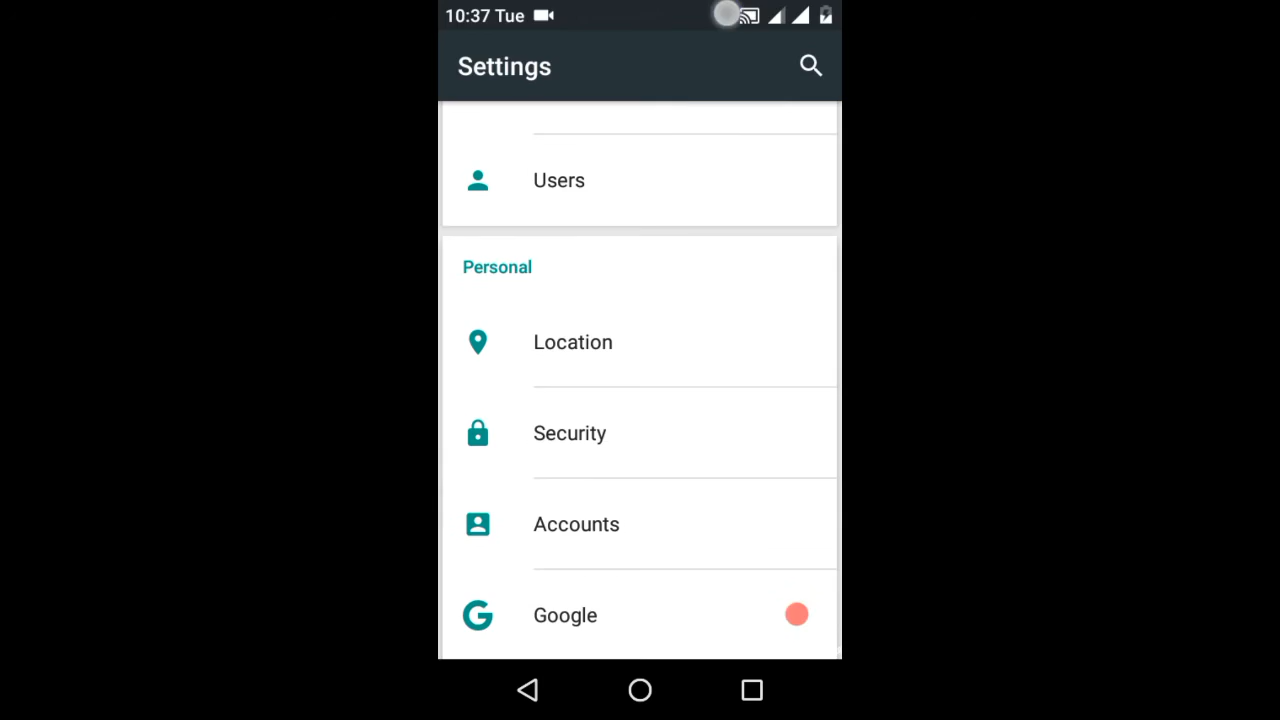 10:37 Tue
Settings
Users
Personal
Location
Security
Accounts
Google